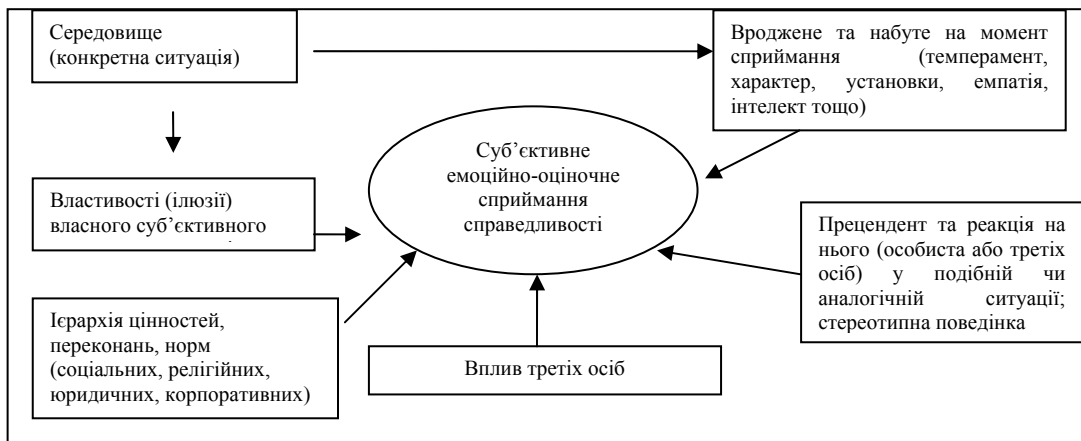 Середовище
(конкретна ситуація)
Вроджене та набуте на момент
сприймання (темперамент,
характер, установки, емпатія,
інтелект тощо)
Суб’єктивне
емоційно-оціночне
сприймання
справедливості
Властивості (ілюзії)
власного суб’єктивного
Прецендент та реакція на
нього (особиста або третіх
осіб) у подібній чи
аналогічній ситуації;
стереотипна поведінка
Ієрархія цінностей,
переконань, норм
(соціальних, релігійних,
юридичних, корпоративних)
Вплив третіх осіб